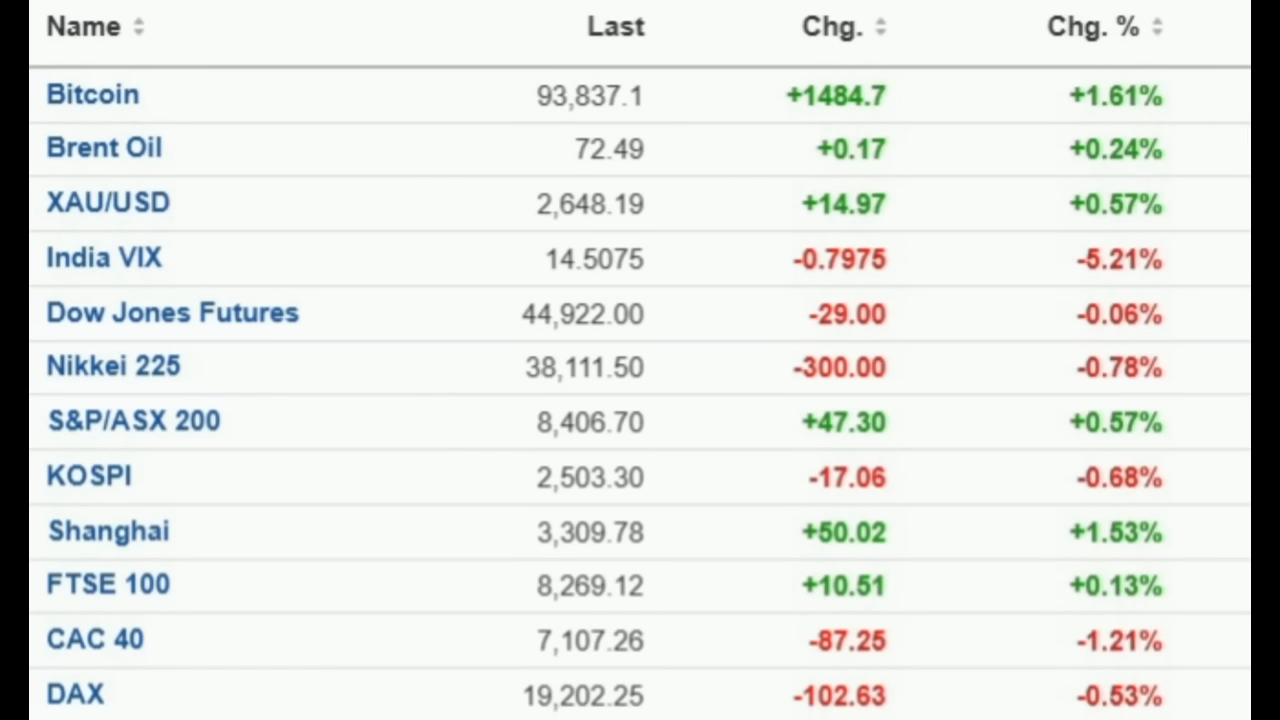 Name Last Chg. Chg. %
Bitcoin 93,837.1 +1484.7 +1.61%
Brent Oil 72.49 +0.17 +0.24%
XAU/USD 2,648.19 +14.97 +0.57%
India VIX 14.5075 -0.7975 -5.21%
Dow Jones Futures 44,922.00 -29.00 -0.06%
Nikkei 225 38,111.50 -300.00 -0.78%
S&P/ASX 200 8,406.70 +47.30 +0.57%
KOSPI 2,503.30 -17.06 -0.68%
Shanghai 3,309.78 +50.02 +1.53%
FTSE 100 8,269.12 +10.51 +0.13%
CAC 40 7,107.26 -87.25 -1.21%
DAX 19,202.25 -102.63 -0.53%